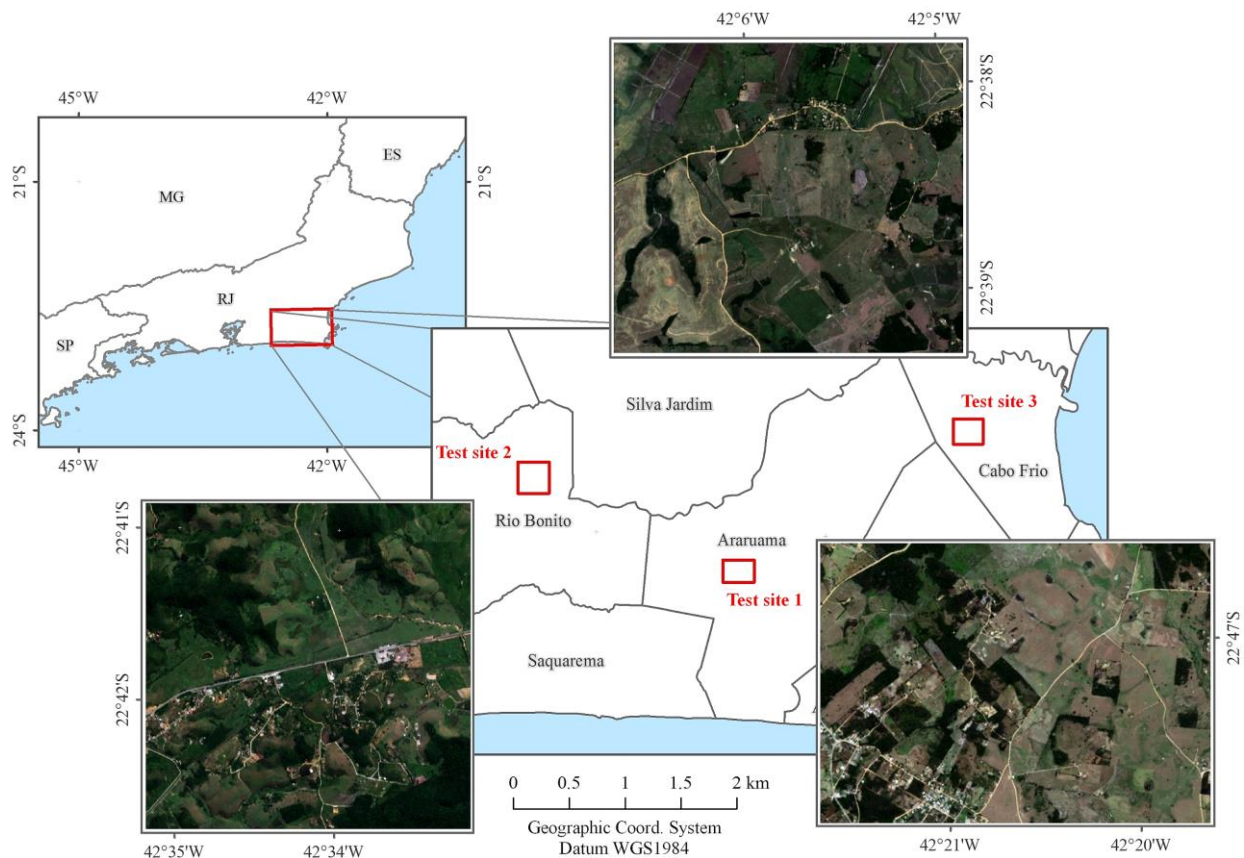 42°6'W
42°5'W
22°38'S
22°39'S
45°W
42°W
21°S
21°S
ES
MG
RJ
SP
24°S
45°W
42°W
Silva Jardim
Test site 3
Test site 2
Cabo Frio
Rio Bonito
Araruama
Test site 1
Saquarema
A
22°41'S
22°42'S
22°47'S
0 0.5 1 1.5 2 km
Geographic Coord. System
Datum WGS1984
42°35'W
42°34'W
42°21'W
42°20'W